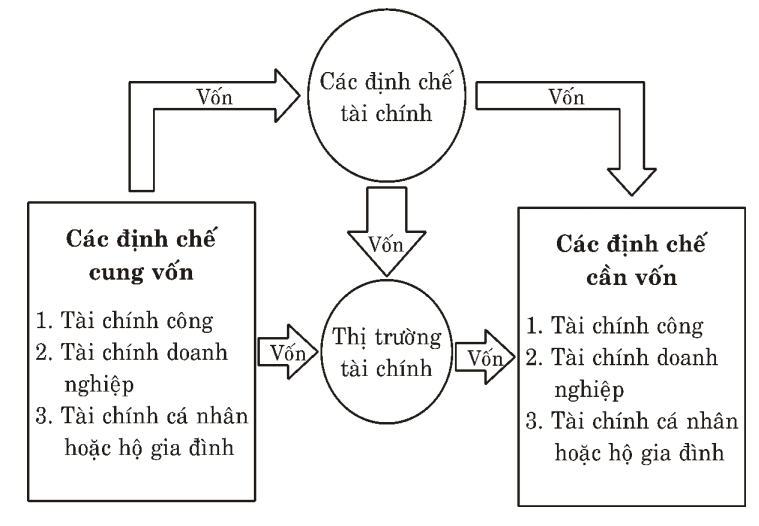 Các định chế
tài chính
Vốn
Vốn
Vốn
Các định chế
cung vốn
1. Tài chính công
2. Tài chính doanh
nghiệp
3. Tài chính cá nhân
hoặc hộ gia đình
Vốn
Thị trường
tài chính
Vốn
Các định chế
cần vốn
1. Tài chính công
2. Tài chính doanh
nghiệp
3. Tài chính cá nhân
hoặc hộ gia đình